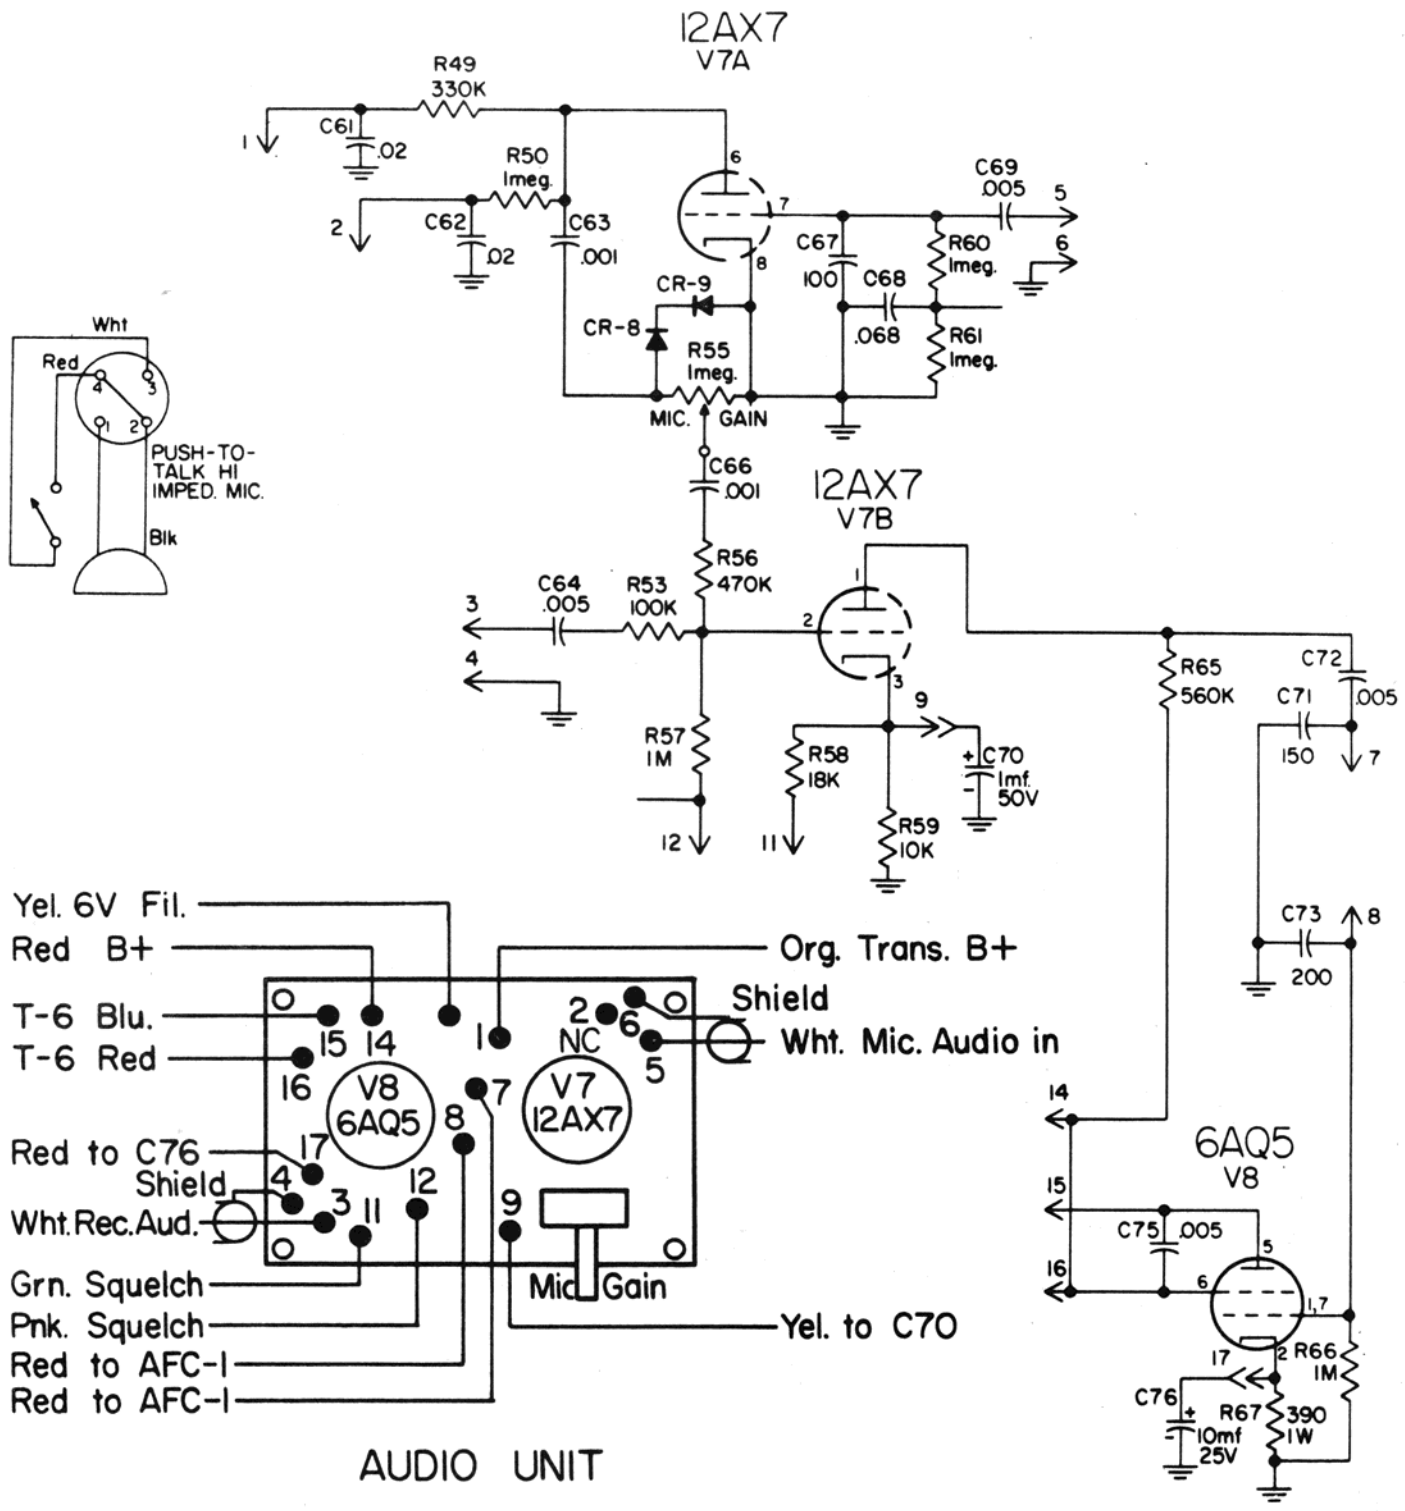 12AX7
V7A
R49
330K
1
C61
.02
R50
1meg.
2
C62
.02
C63
.001
6
7
8
C69
.005
5
6
C67
100
R60
1meg.
C68
.068
R61
1meg.
CR-9
CR-8
R55
1meg.
MIC. GAIN
Wht
Red
4
3
1
2
PUSH-TO-
TALK HI
IMPED. MIC.
Blk
C66
.001
12AX7
V7B
R56
470K
3
C64
.005
R53
100K
4
1
2
3
9
R57
1M
12
R58
18K
11
+ C70
- 1mf.
50V
R59
10K
R65
560K
C72
.005
C71
150
7
C73
200
8
Yel. 6V Fil.
Red B+
T-6 Blu.
T-6 Red
Red to C76
Shield
Wht. Rec. Aud.
Grn. Squelch
Pnk. Squelch
Red to AFC-1
Red to AFC-1
Org. Trans. B+
Shield
Wht. Mic. Audio in
Yel. to C70
15
14
16
1
2
NC
6
5
V8
6AQ5
7
8
V7
12AX7
17
4
3
11
12
9
Mic Gain
AUDIO UNIT
14
6AQ5
V8
15
C75
.005
5
16
6
1,7
17
2
R66
1M
C76
+
-
10mf
25V
R67
390
1W